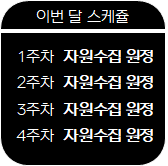 이번 달 스케줄
1주차 자원수집 원정
2주차 자원수집 원정
3주차 자원수집 원정
4주차 자원수집 원정